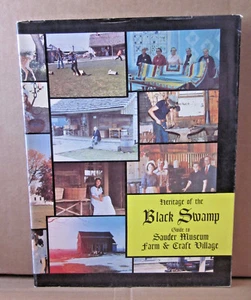 Heritage of the
Black Swamp
Guide to
Sauder Museum
Farm & Craft Village